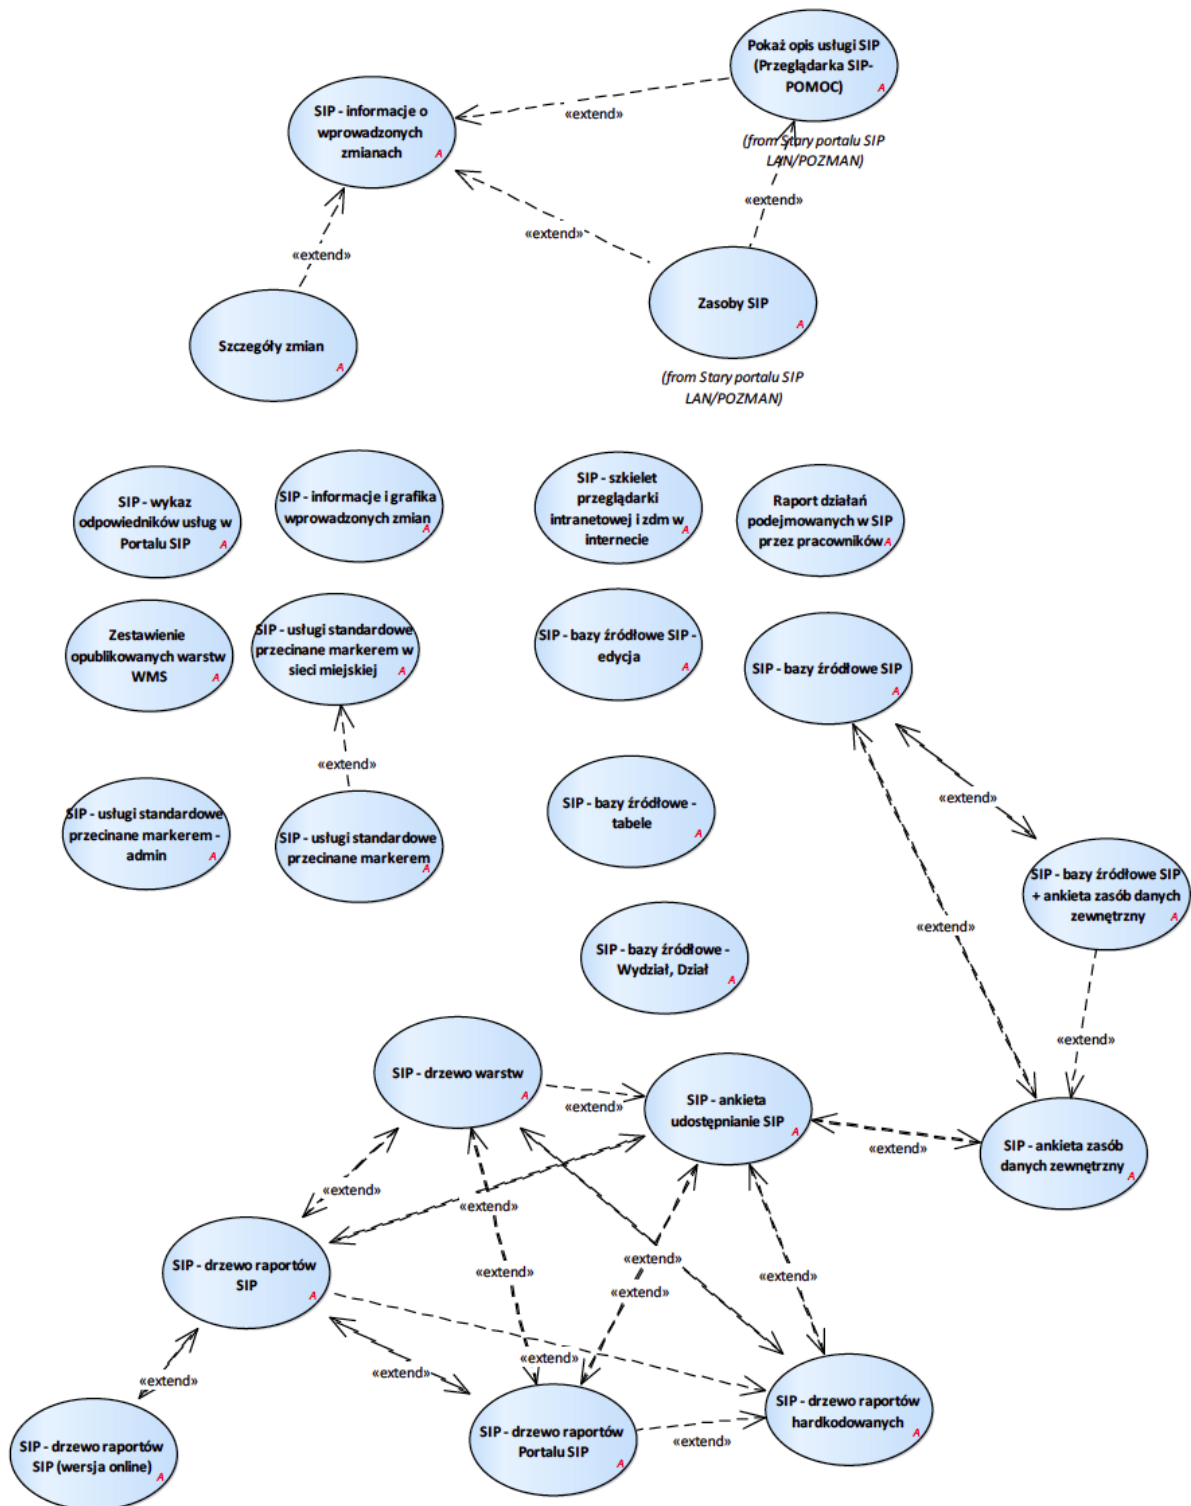 Pokaż opis usługi SIP
(Przeglądarka SIP-
POMOC)
A
(from Stary portalu SIP
LAN/POZMAN)
SIP - informacje o
wprowadzonych
zmianach
A
«extend»
«extend»
«extend»
«extend»
Zasoby SIP
A
(from Stary portalu SIP
LAN/POZMAN)
Szczegóły zmian
A
SIP - wykaz
odpowiedników usług w
Portalu SIP
A
SIP - informacje i grafika
wprowadzonych zmian
A
SIP - szkielet
przeglądarki
intranetowej i zdm w
internecie
A
Raport działań
podejmowanych w SIP
przez pracowników
A
Zestawienie
opublikowanych warstw
WMS
A
SIP - usługi standardowe
przecinane markerem w
sieci miejskiej
A
SIP - bazy źródłowe SIP -
edycja
A
SIP - bazy źródłowe SIP
A
«extend»
SIP - usługi standardowe
przecinane markerem -
admin
A
SIP - usługi standardowe
przecinane markerem
A
SIP - bazy źródłowe -
tabele
A
«extend»
SIP - bazy źródłowe SIP
+ ankieta zasób danych
zewnętrzny
A
«extend»
SIP - bazy źródłowe -
Wydział, Dział
A
«extend»
SIP - drzewo warstw
A
«extend»
SIP - ankieta
udostępnianie SIP
A
«extend»
SIP - ankieta zasób
danych zewnętrzny
A
«extend»
«extend»
SIP - drzewo raportów
SIP
A
«extend»
«extend»
«extend»
«extend»
«extend»
«extend»
«extend»
SIP - drzewo raportów
SIP (wersja online)
A
SIP - drzewo raportów
Portalu SIP
A
«extend»
SIP - drzewo raportów
hardkodowanych
A